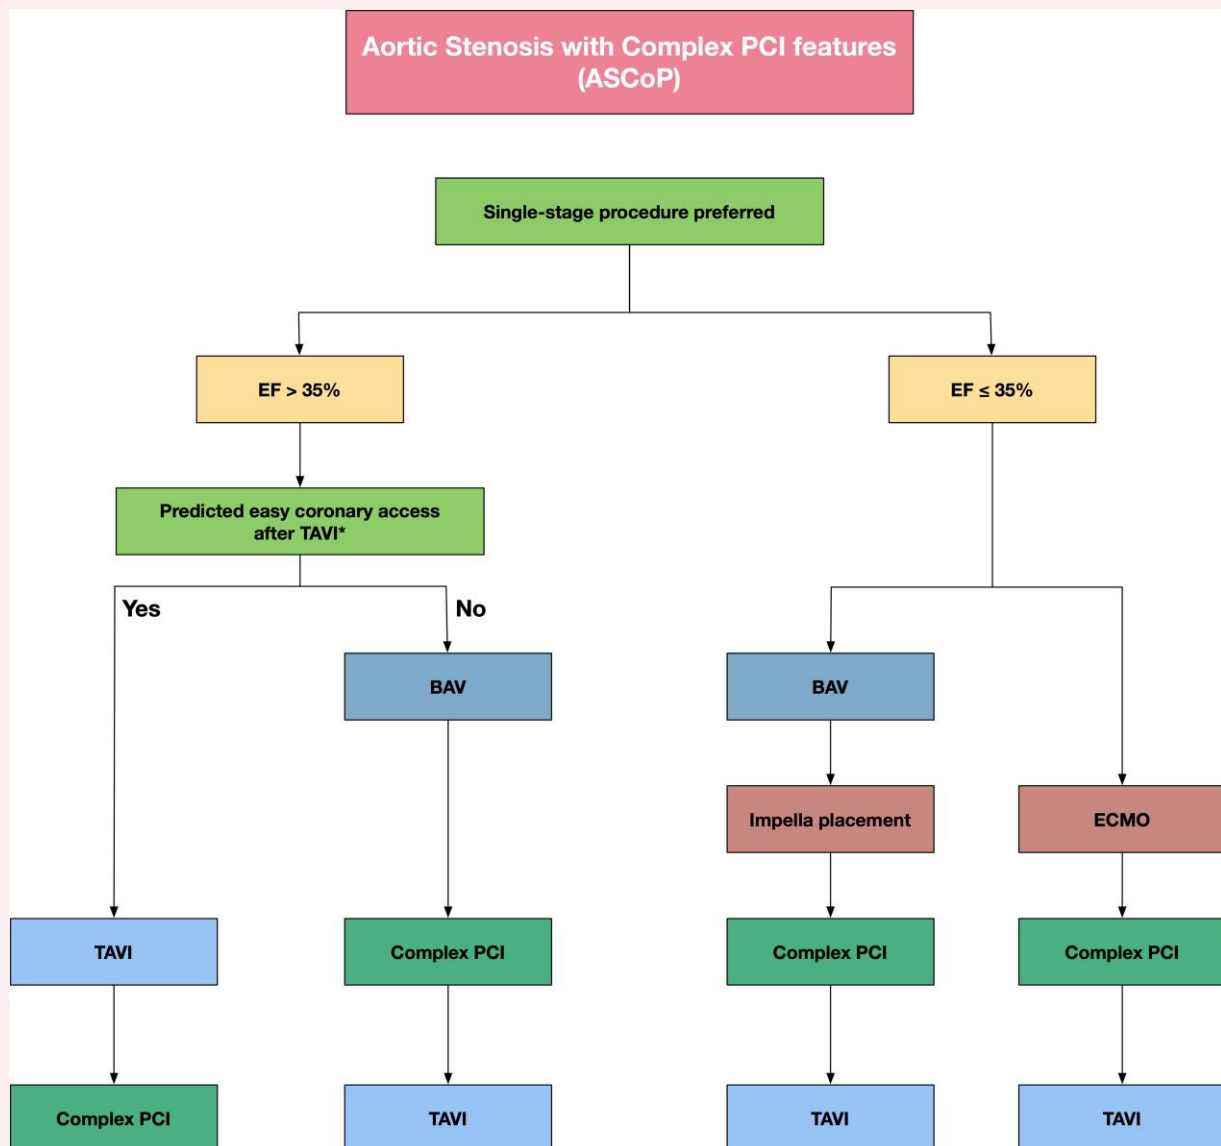 Aortic Stenosis with Complex PCI features
(ASCoP)
Single-stage procedure preferred
EF > 35%
EF ≤ 35%
Predicted easy coronary access
after TAVI*
Yes
No
BAV
BAV
Impella placement
ECMO
TAVI
Complex PCI
Complex PCI
Complex PCI
Complex PCI
TAVI
TAVI
TAVI